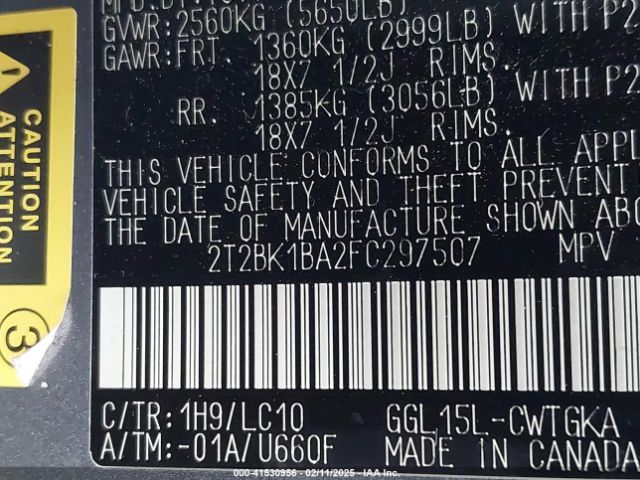 GVWR:2560KG (5650LB)
GAWR:FRT. 1360KG (2999LB) WITH P2
18X7 1/2J RIMS.
RR. 1385KG (3056LB) WITH P2
18X7 1/2J RIMS.
THIS VEHICLE CONFORMS TO ALL APPL
VEHICLE SAFETY AND THEFT PREVENT
THE DATE OF MANUFACTURE SHOWN ABO
2T2BK1BA2FC297507 MPV
C/TR: 1H9/LC10 GGL15L-CWTGKA
A/TM:-01A/U660F MADE IN CANADA
CAUTION
ATTENTION
3
000-41530956 - 02/11/2025 - IAA Inc.